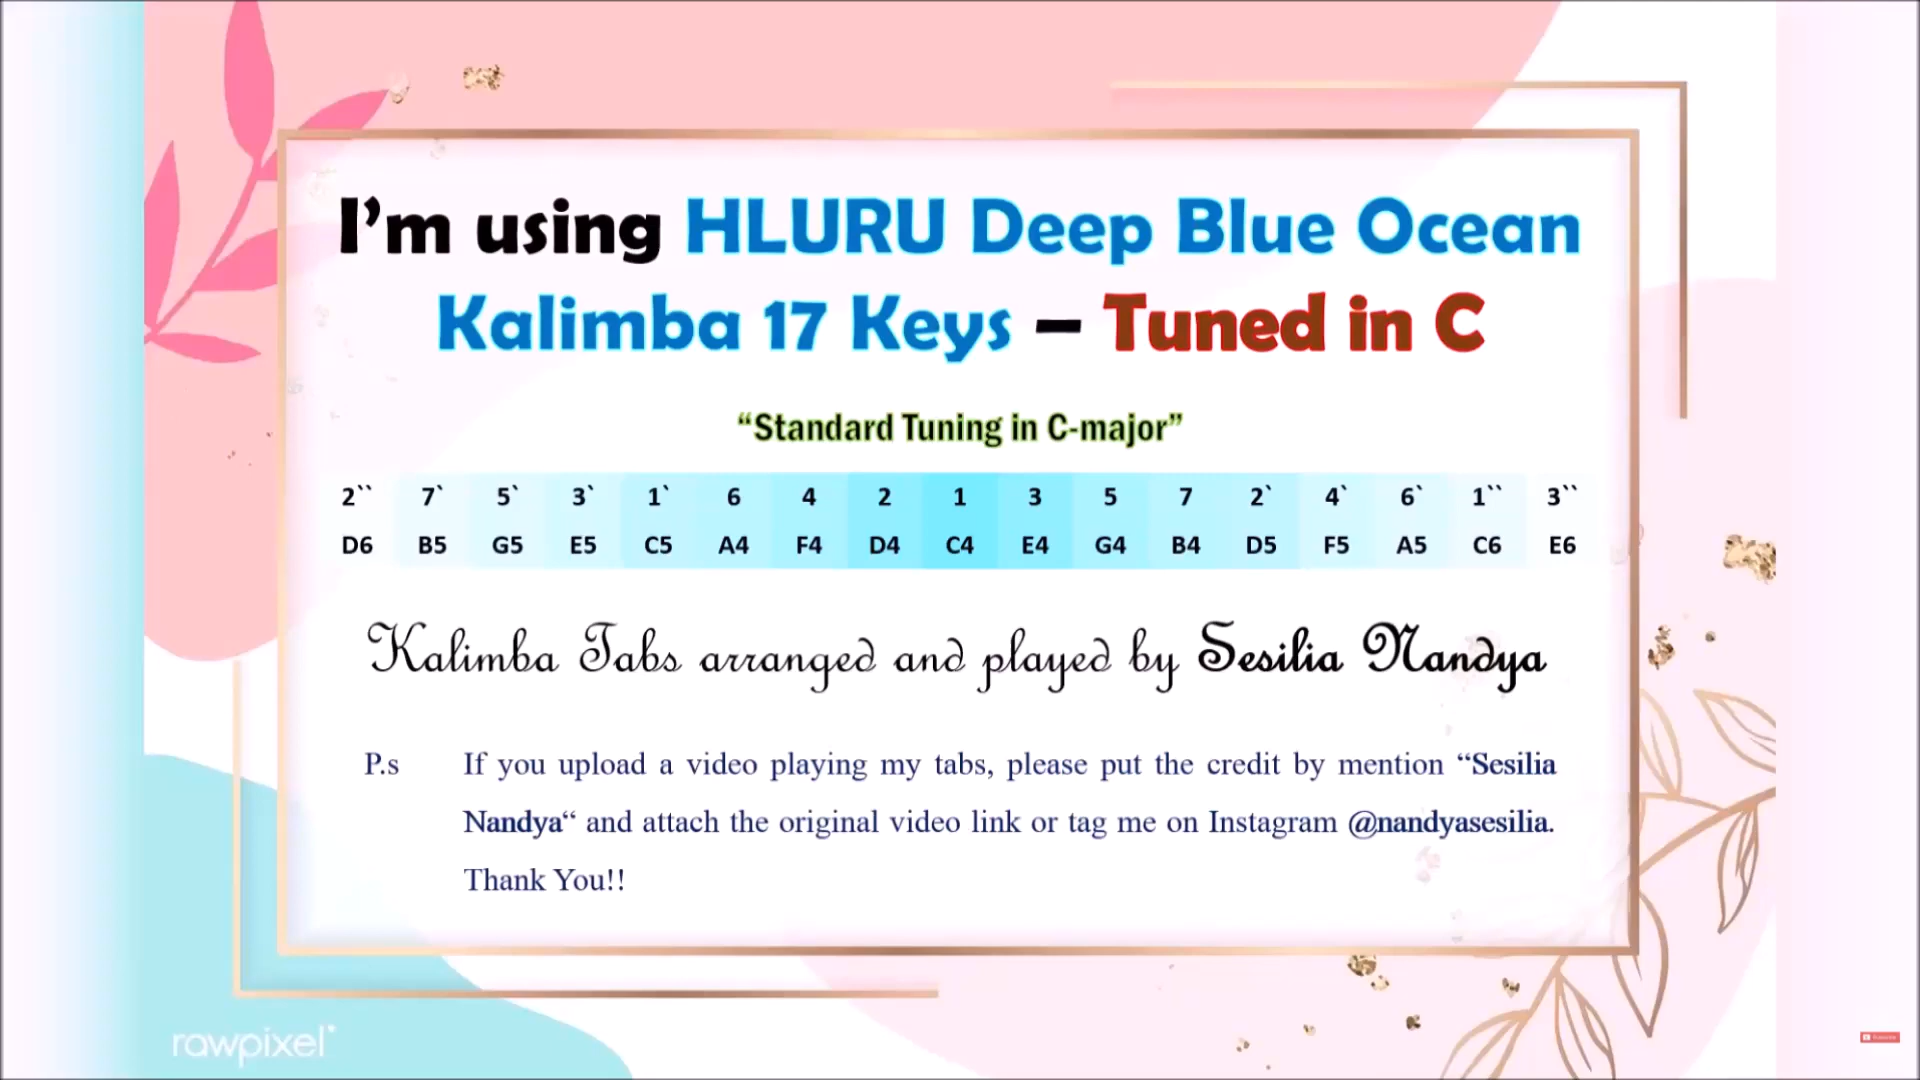 I’m using HLURU Deep Blue Ocean
Kalimba 17 Keys – Tuned in C
“Standard Tuning in C-major”
2`` 7` 5` 3` 1` 6 4 2 1 3 5 7 2` 4` 6` 1`` 3``
D6 B5 G5 E5 C5 A4 F4 D4 C4 E4 G4 B4 D5 F5 A5 C6 E6
Kalimba Tabs arranged and played by Sesilia Nandya
P.s If you upload a video playing my tabs, please put the credit by mention “Sesilia
Nandya“ and attach the original video link or tag me on Instagram @nandyasesilia.
Thank You!!
rawpixel